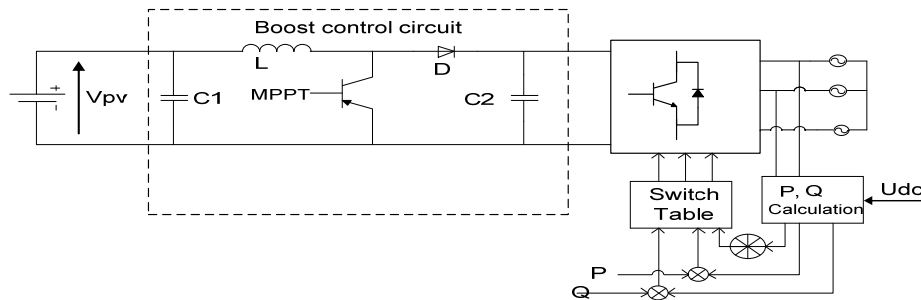 Boost control circuit
+
-
Vpv
C1
L
MPPT
D
C2
Switch
Table
P, Q
Calculation
Udc
P
Q